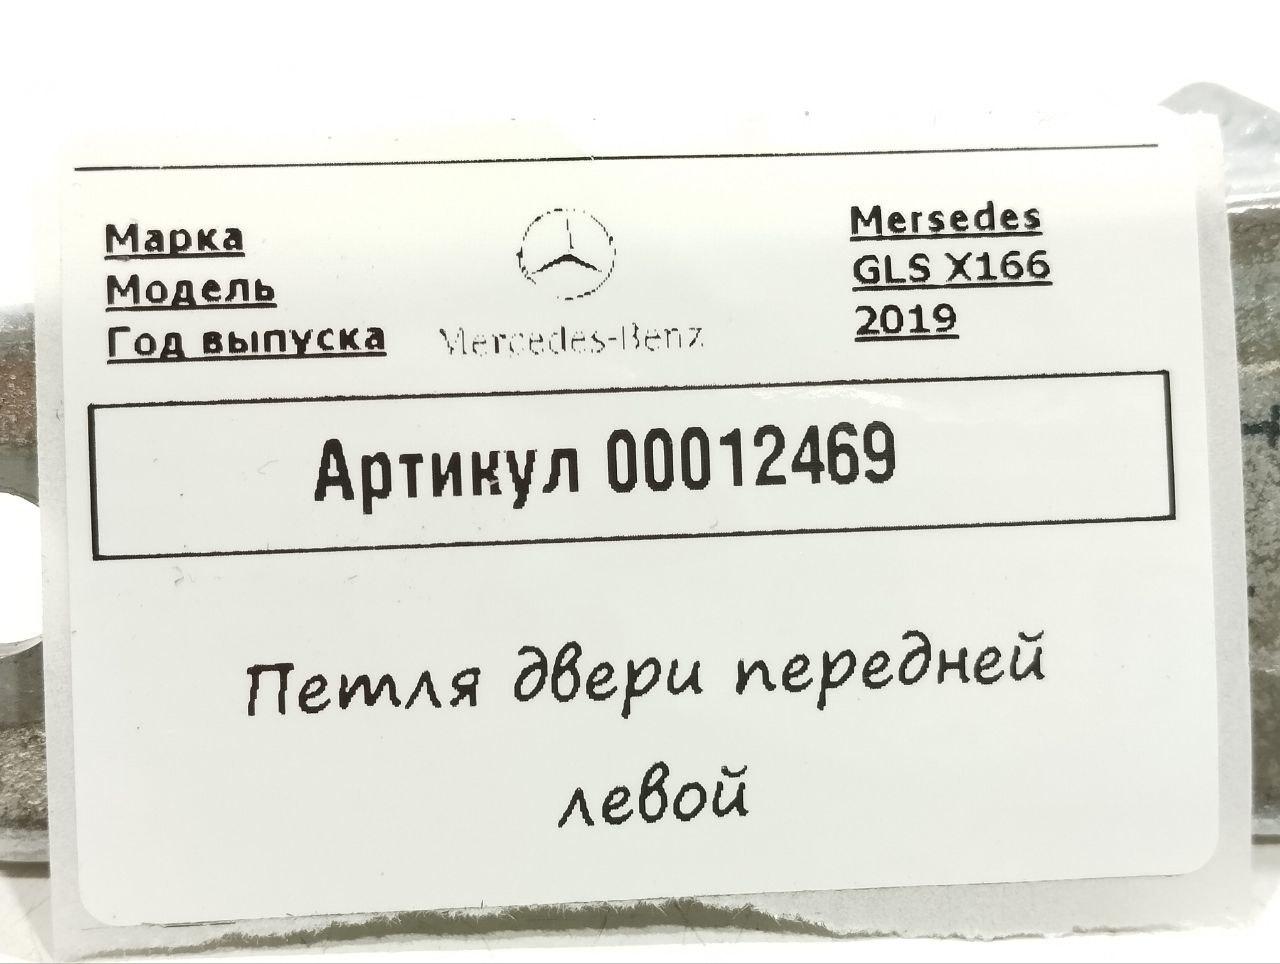 Марка Mersedes
Модель GLS X166
Год выпуска Mercedes-Benz 2019
Артикул 00012469
Петля двери передней
левой